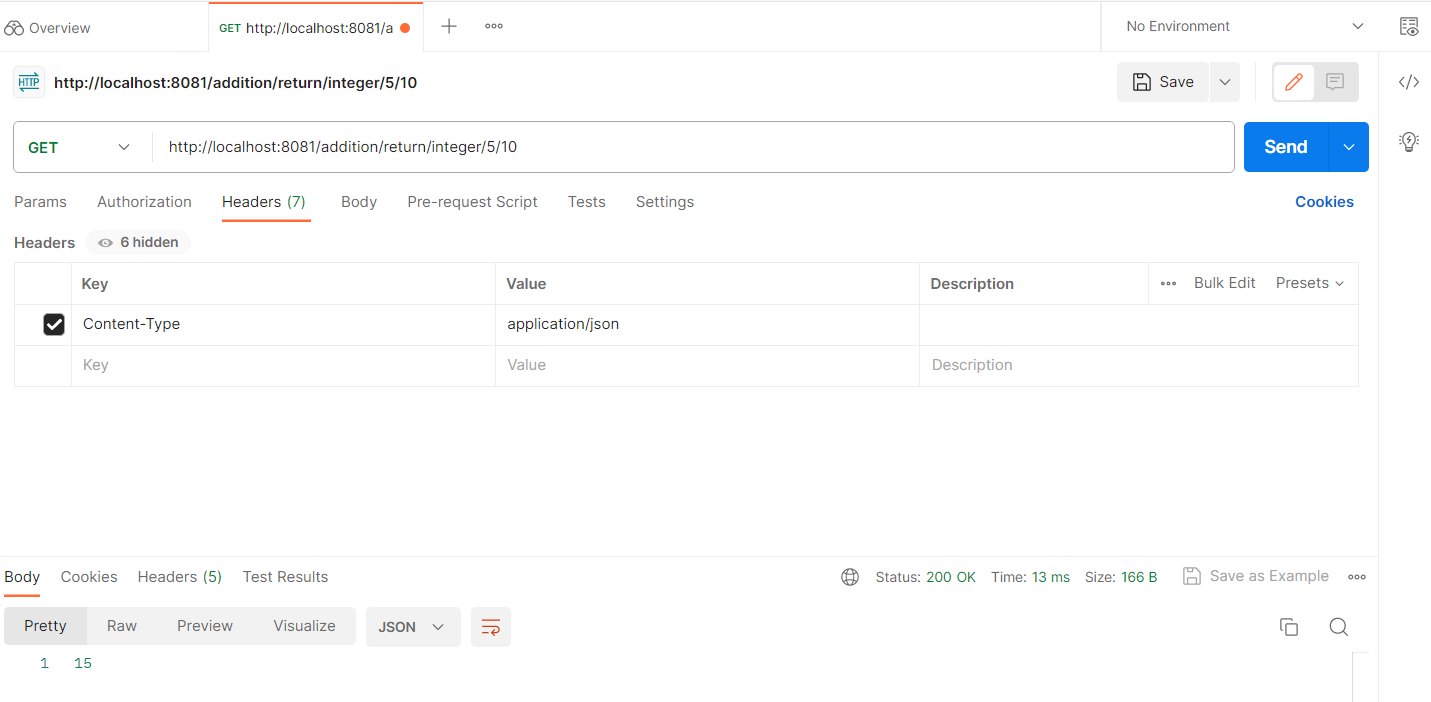 Overview GET http://localhost:8081/a No Environment
HTTP http://localhost:8081/addition/return/integer/5/10 Save
GET http://localhost:8081/addition/return/integer/5/10 Send
Params Authorization Headers (7) Body Pre-request Script Tests Settings Cookies
Headers 6 hidden
Key Value Description Bulk Edit Presets
Content-Type application/json
Key Value Description
Body Cookies Headers (5) Test Results Status: 200 OK Time: 13 ms Size: 166 B Save as Example
Pretty Raw Preview Visualize JSON
1 15